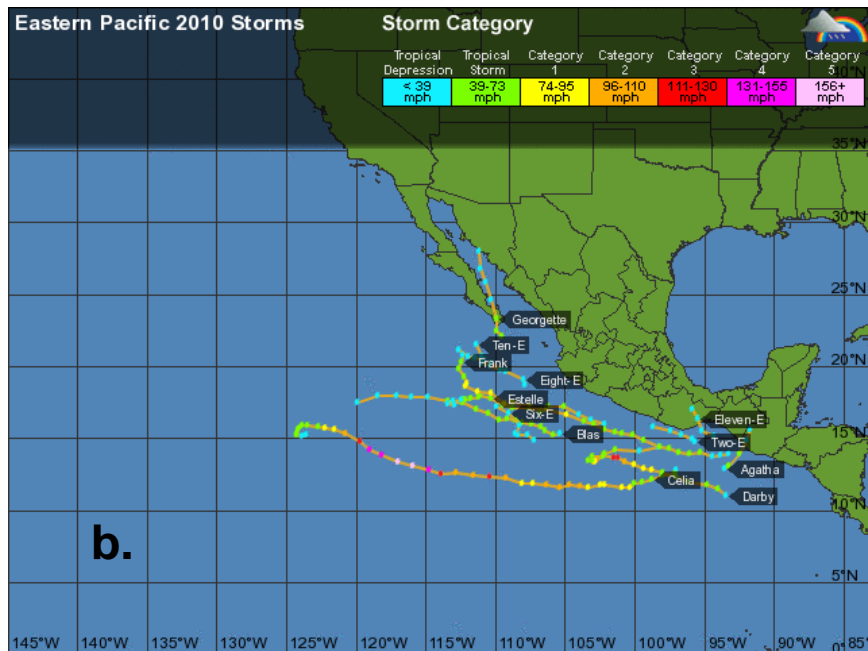 Eastern Pacific 2010 Storms
Storm Category
Tropical Depression
Tropical Storm
Category 1
Category 2
Category 3
Category 4
Category 5
< 39 mph
39-73 mph
74-95 mph
96-110 mph
111-130 mph
131-155 mph
156+ mph
35°N
30°N
25°N
Georgette
Ten-E
20°N
Frank
Eight-E
Estelle
Six-E
Eleven-E
Blas
Two-E
15°N
Agatha
Celia
Darby
10°N
b.
5°N
145°W
140°W
135°W
130°W
125°W
120°W
115°W
110°W
105°W
100°W
95°W
90°W